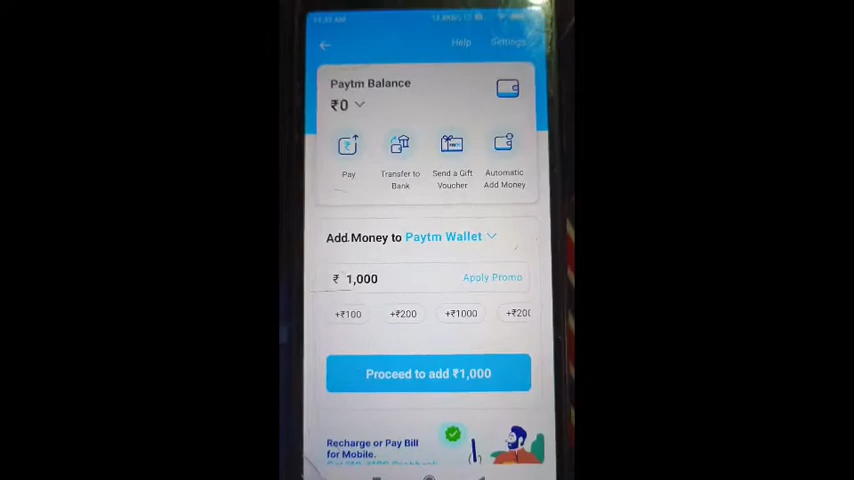 Help Settings
Paytm Balance
₹0
Pay
Transfer to
Bank
Send a Gift
Voucher
Automatic
Add Money
Add Money to Paytm Wallet
₹ 1,000 Apply Promo
+₹100 +₹200 +₹1000 +₹200
Proceed to add ₹1,000
Recharge or Pay Bill
for Mobile.